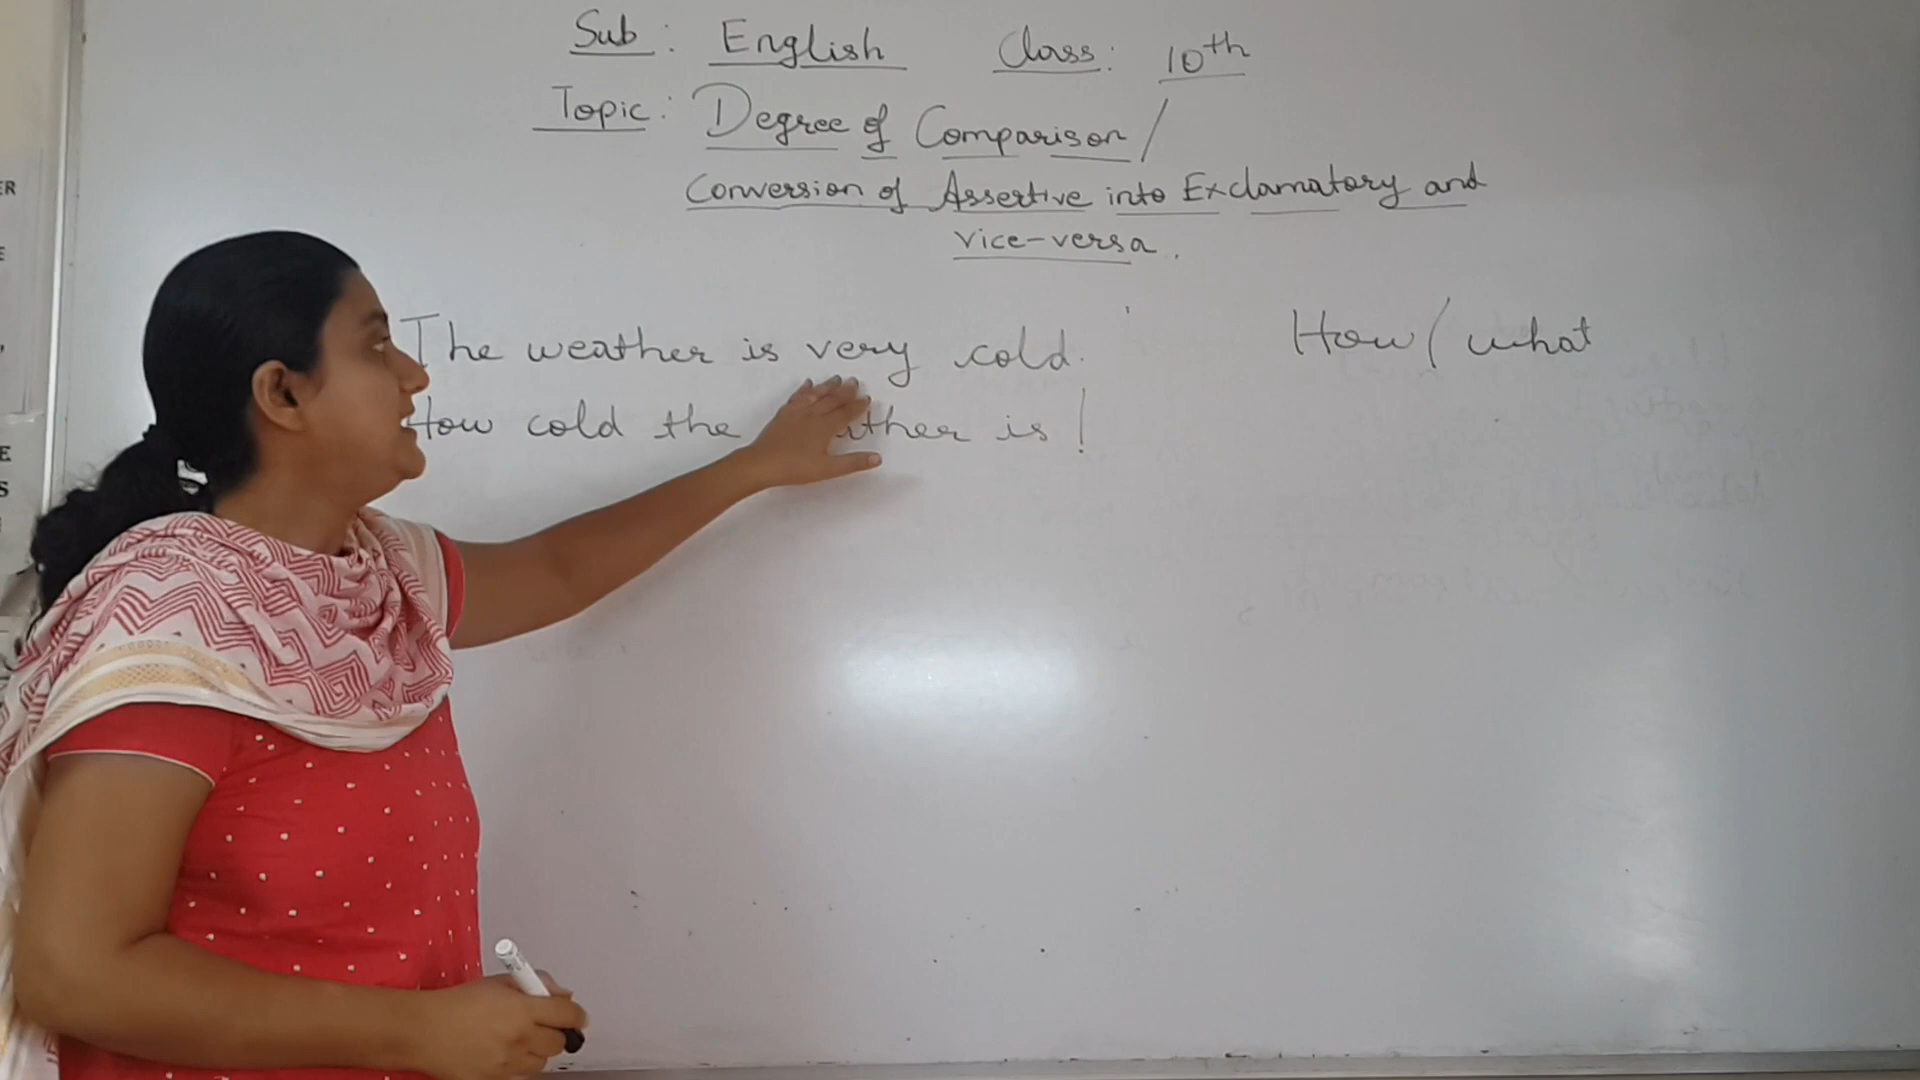 Sub : English Class : 10th
Topic : Degree of Comparison /
Conversion of Assertive into Exclamatory and
vice-versa.
The weather is very cold.
How / what
How cold the is !
ER
E
E
S